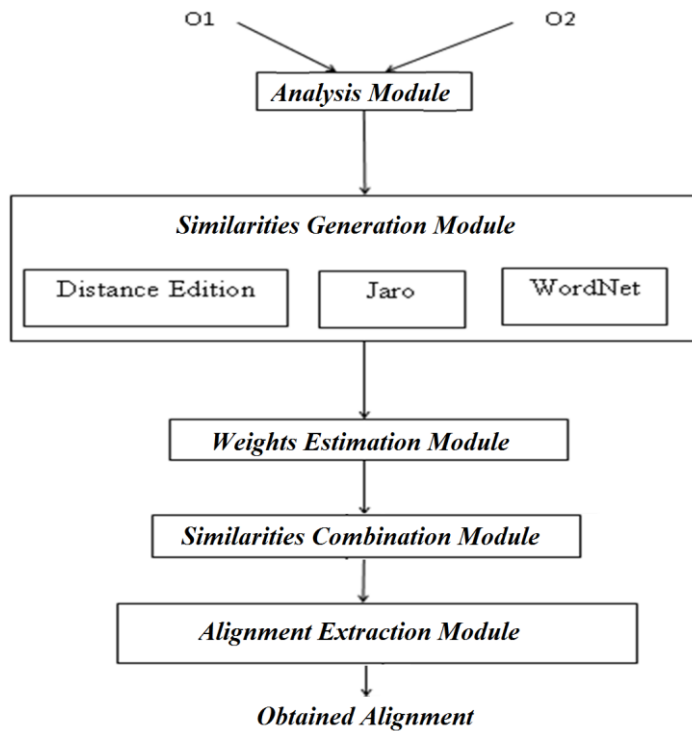 O1 O2
Analysis Module
Similarities Generation Module
Distance Edition Jaro WordNet
Weights Estimation Module
Similarities Combination Module
Alignment Extraction Module
Obtained Alignment